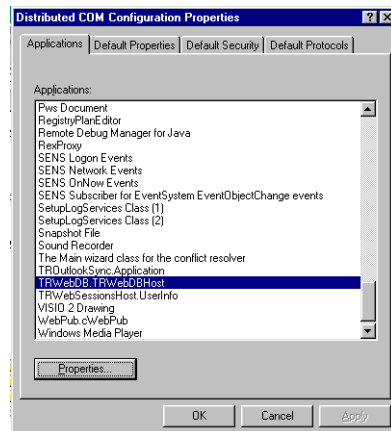 Distributed COM Configuration Properties
Applications Default Properties Default Security Default Protocols
Applications:
Pws Document
RegistryPlanEditor
Remote Debug Manager for Java
RexProxy
SENS Logon Events
SENS Network Events
SENS OnNow Events
SENS Subscriber for EventSystem EventObjectChange events
SetupLogServices Class (1)
SetupLogServices Class (2)
Snapshot File
Sound Recorder
The Main wizard class for the conflict resolver
TROutlookSync.Application
TRWebDB.TRWebDBHost
TRWebSessionsHost.UserInfo
VISIO 2 Drawing
WebPub.cWebPub
Windows Media Player
Properties...
OK Cancel Apply